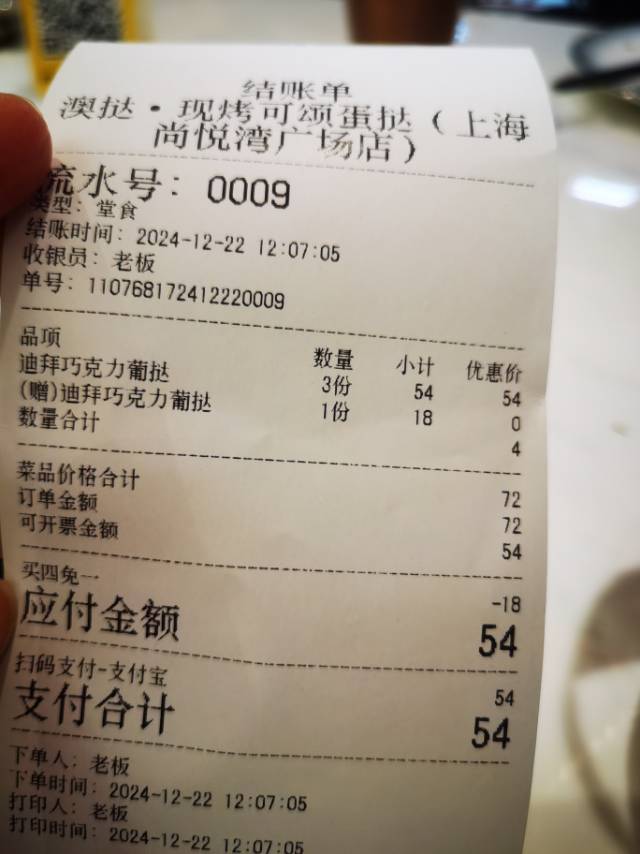 结账单
澳挞·现烤可颂蛋挞（上海
尚悦湾广场店）
流水号：0009
类型：堂食
结账时间：2024-12-22 12:07:05
收银员：老板
单号：110768172412220009
品项 数量 小计 优惠价
迪拜巧克力葡挞 3份 54 54
(赠)迪拜巧克力葡挞 1份 18 0
数量合计 4
菜品价格合计 72
订单金额 72
可开票金额 54
买四免一 -18
应付金额 54
扫码支付-支付宝 54
支付合计 54
下单人：老板
下单时间：2024-12-22 12:07:05
打印人：老板
打印时间：2024-12-22 12:07:05